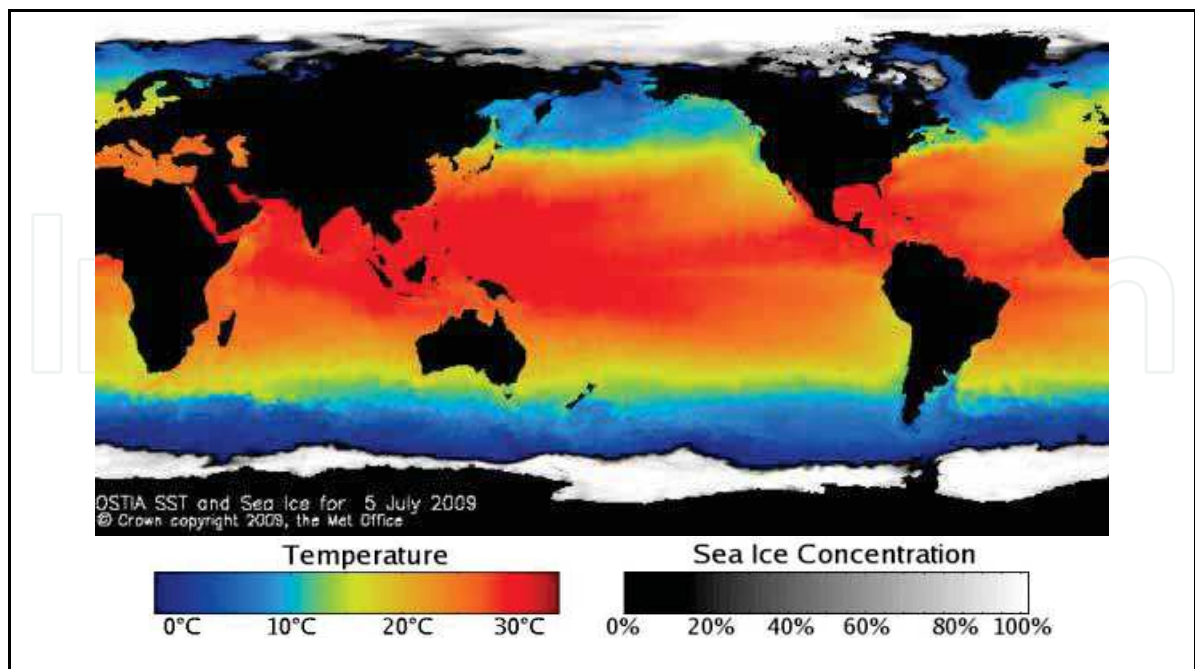 OSTIA SST and Sea Ice for 5 July 2009
© Crown copyright 2009, the Met Office
Temperature
0°C 10°C 20°C 30°C
Sea Ice Concentration
0% 20% 40% 60% 80% 100%